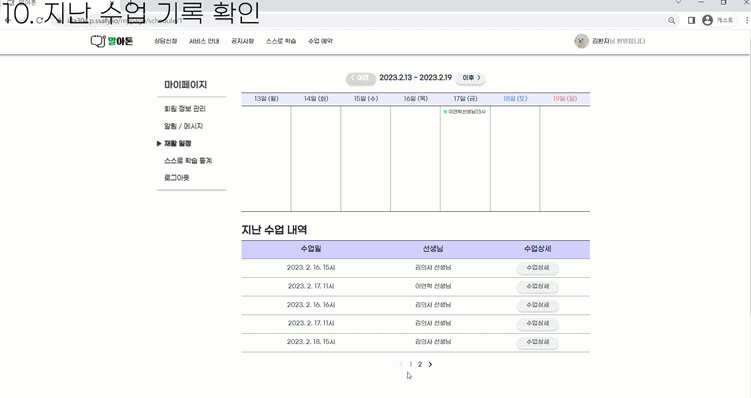 10. 지난 수업 기록 확인
말아톤
상담신청 서비스 안내 공지사항 스스로 학습 수업 예약
김환자님 환영합니다
게스트
마이페이지
회원 정보 관리
알림 / 메시지
▶ 재활 일정
스스로 학습 통계
로그아웃
〈 이전 2023.2.13 ~ 2023.2.19 이후 〉
13일 (월) 14일 (화) 15일 (수) 16일 (목) 17일 (금) 18일 (토) 19일 (일)
이언학선생님13시
지난 수업 내역
수업일 선생님 수업상세
2023. 2. 16. 15시 김의사 선생님 수업상세
2023. 2. 17. 11시 이언학 선생님 수업상세
2023. 2. 16. 16시 김의사 선생님 수업상세
2023. 2. 17. 11시 김의사 선생님 수업상세
2023. 2. 18. 15시 김의사 선생님 수업상세
‹ 1 2 ›